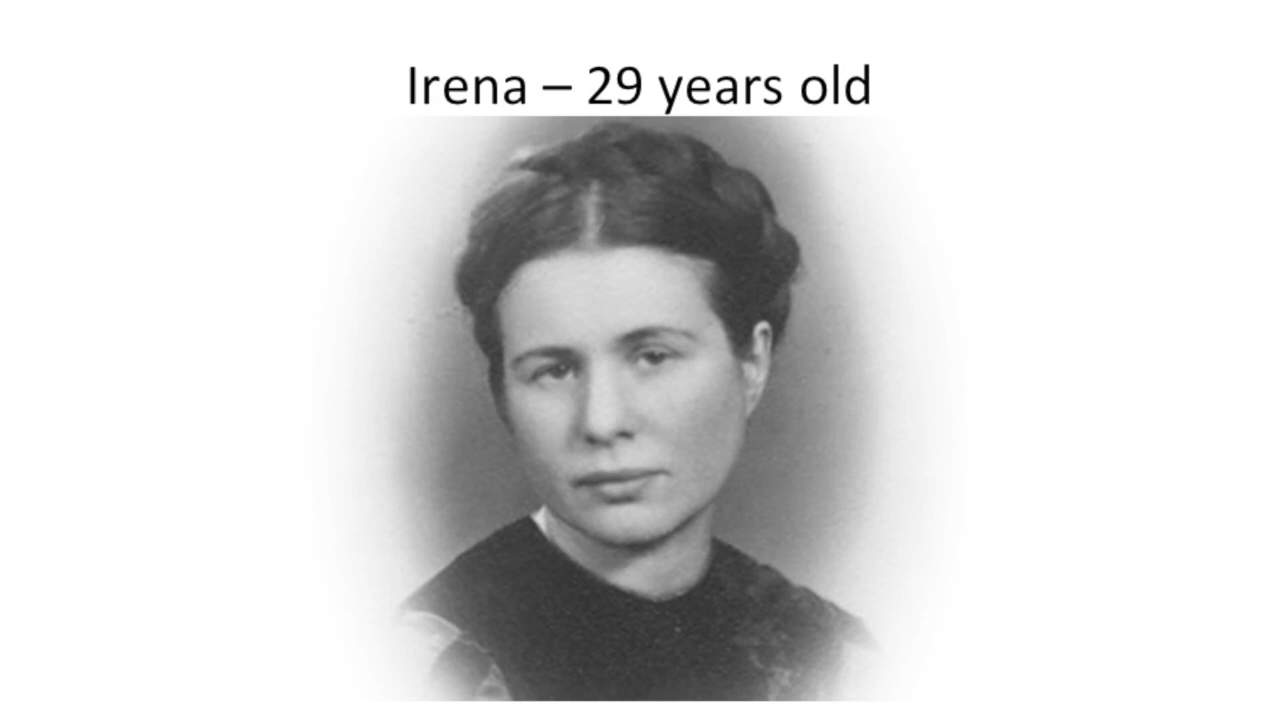 Irena – 29 years old